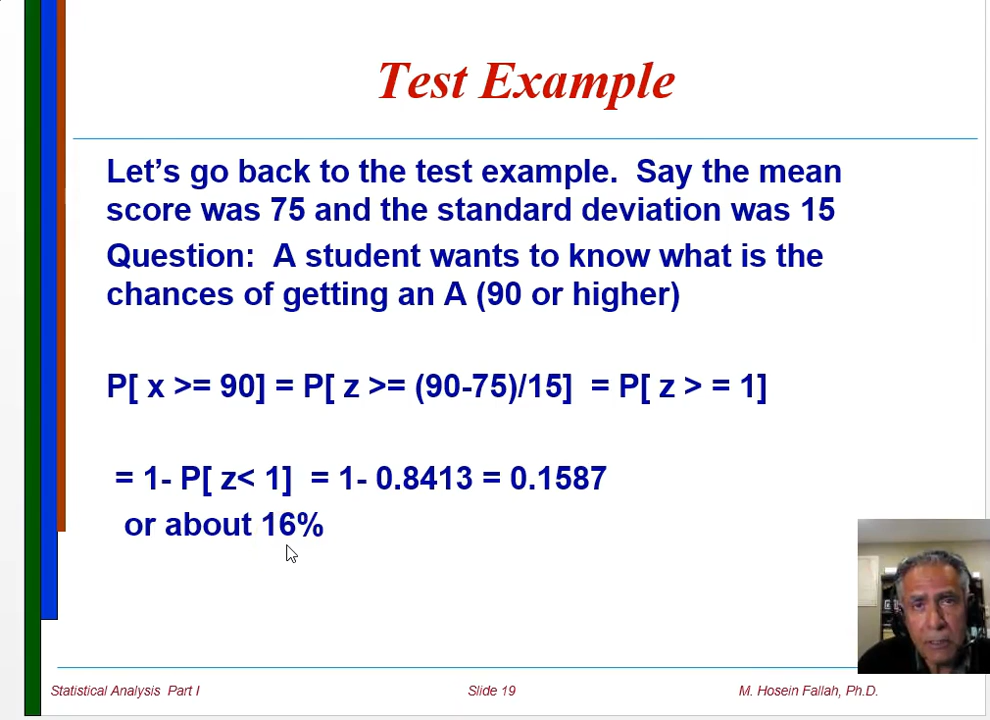 Test Example
Let’s go back to the test example.  Say the mean
score was 75 and the standard deviation was 15
Question:  A student wants to know what is the
chances of getting an A (90 or higher)
P[ x >= 90] = P[ z >= (90-75)/15]  = P[ z > = 1]
= 1- P[ z< 1]  = 1- 0.8413 = 0.1587
or about 16%
Statistical Analysis  Part I
Slide 19
M. Hosein Fallah, Ph.D.